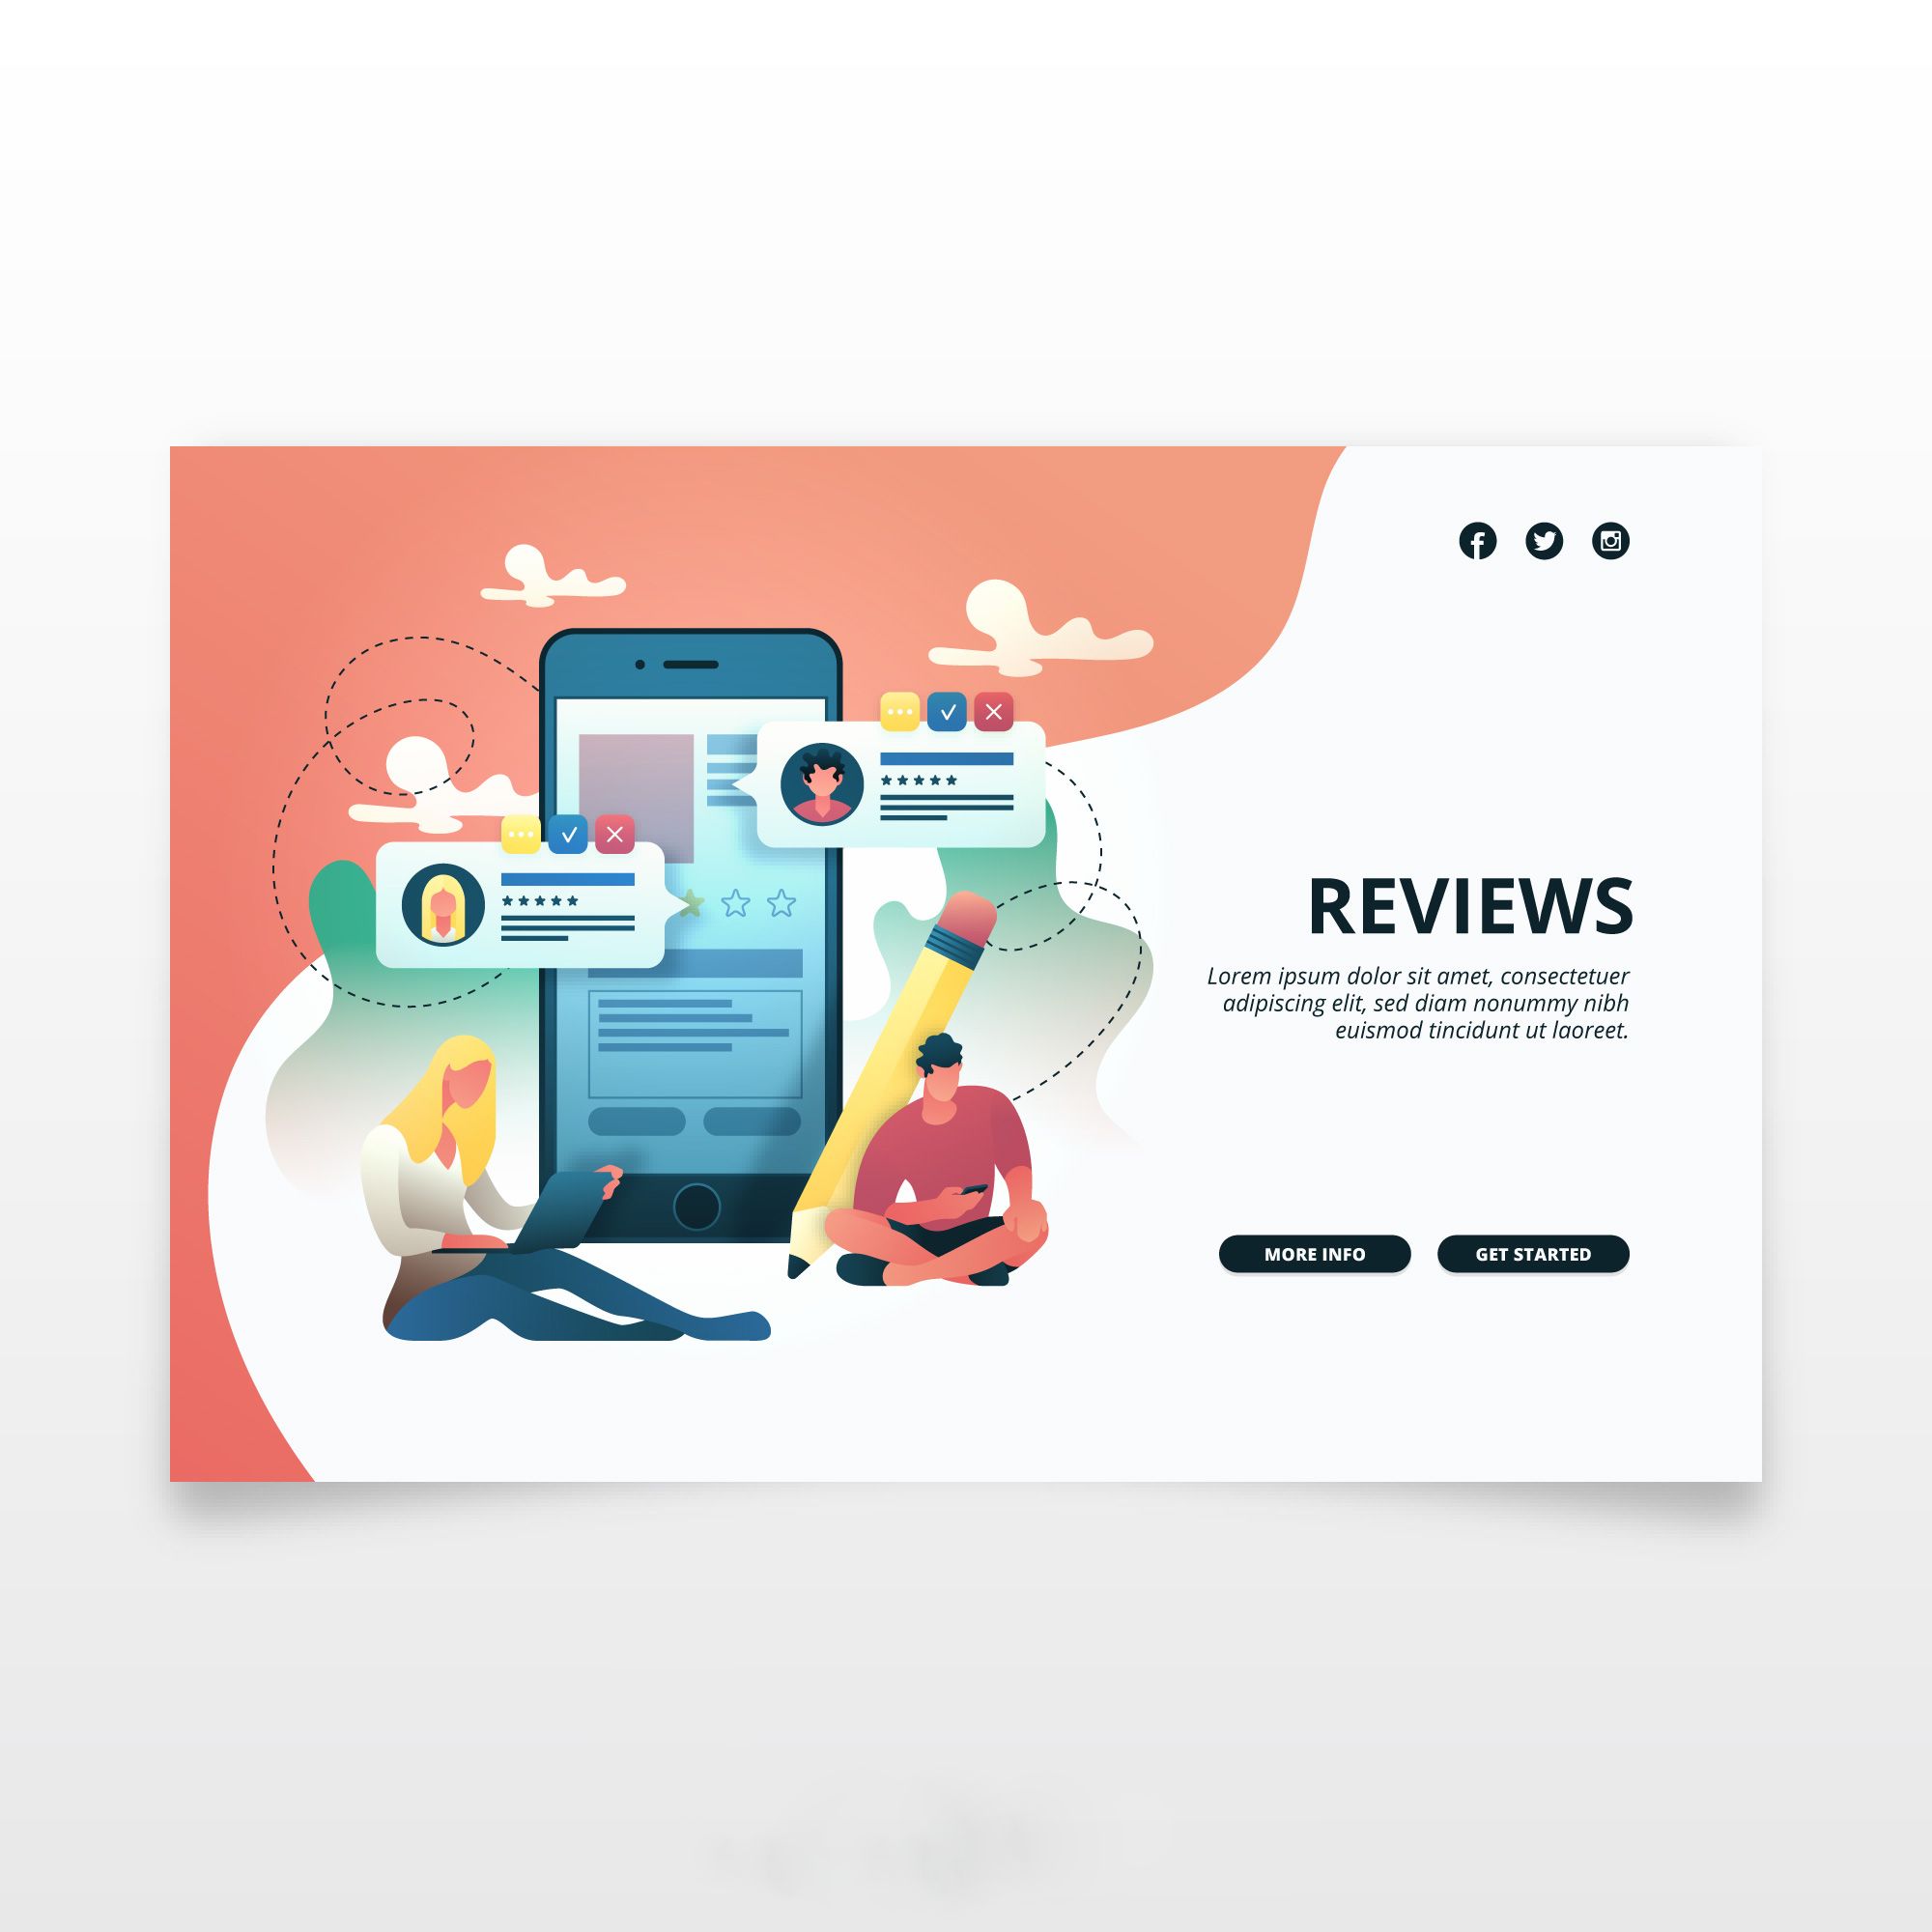 REVIEWS
Lorem ipsum dolor sit amet, consectetuer
adipiscing elit, sed diam nonummy nibh
euismod tincidunt ut laoreet.
MORE INFO
GET STARTED